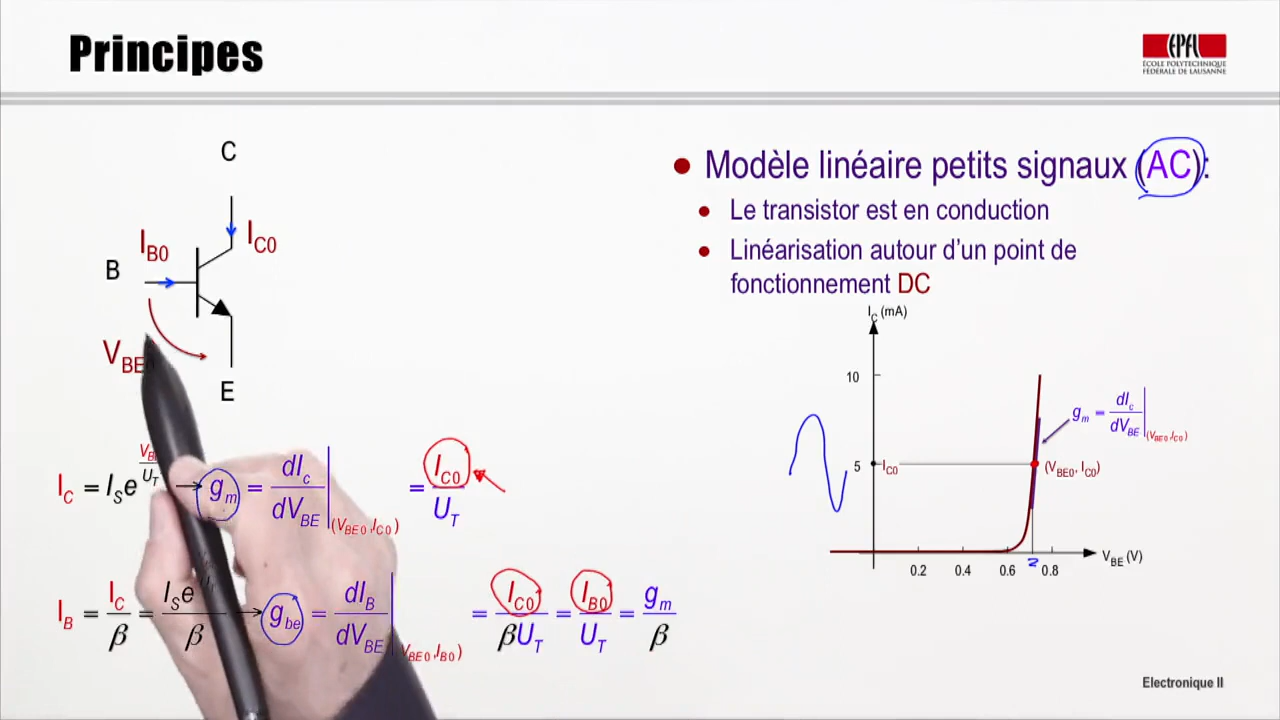 Principes
EPFL
ÉCOLE POLYTECHNIQUE
FÉDÉRALE DE LAUSANNE
C
I_B0
I_C0
B
V_BE
E
I_C = I_S e^(V_B/U_T) → g_m = dI_c/dV_BE |(V_BE0, I_C0) = I_C0/U_T
I_B = I_C/β = I_S e/β → g_be = dI_B/dV_BE |(V_BE0, I_B0) = I_C0/βU_T = I_B0/U_T = g_m/β
Modèle linéaire petits signaux (AC):
Le transistor est en conduction
Linéarisation autour d'un point de
fonctionnement DC
I_C (mA)
10
g_m = dI_c/dV_BE |(V_BE0, I_C0)
5
I_C0
(V_BE0, I_C0)
0.2 0.4 0.6 0.8
V_BE (V)
Electronique II